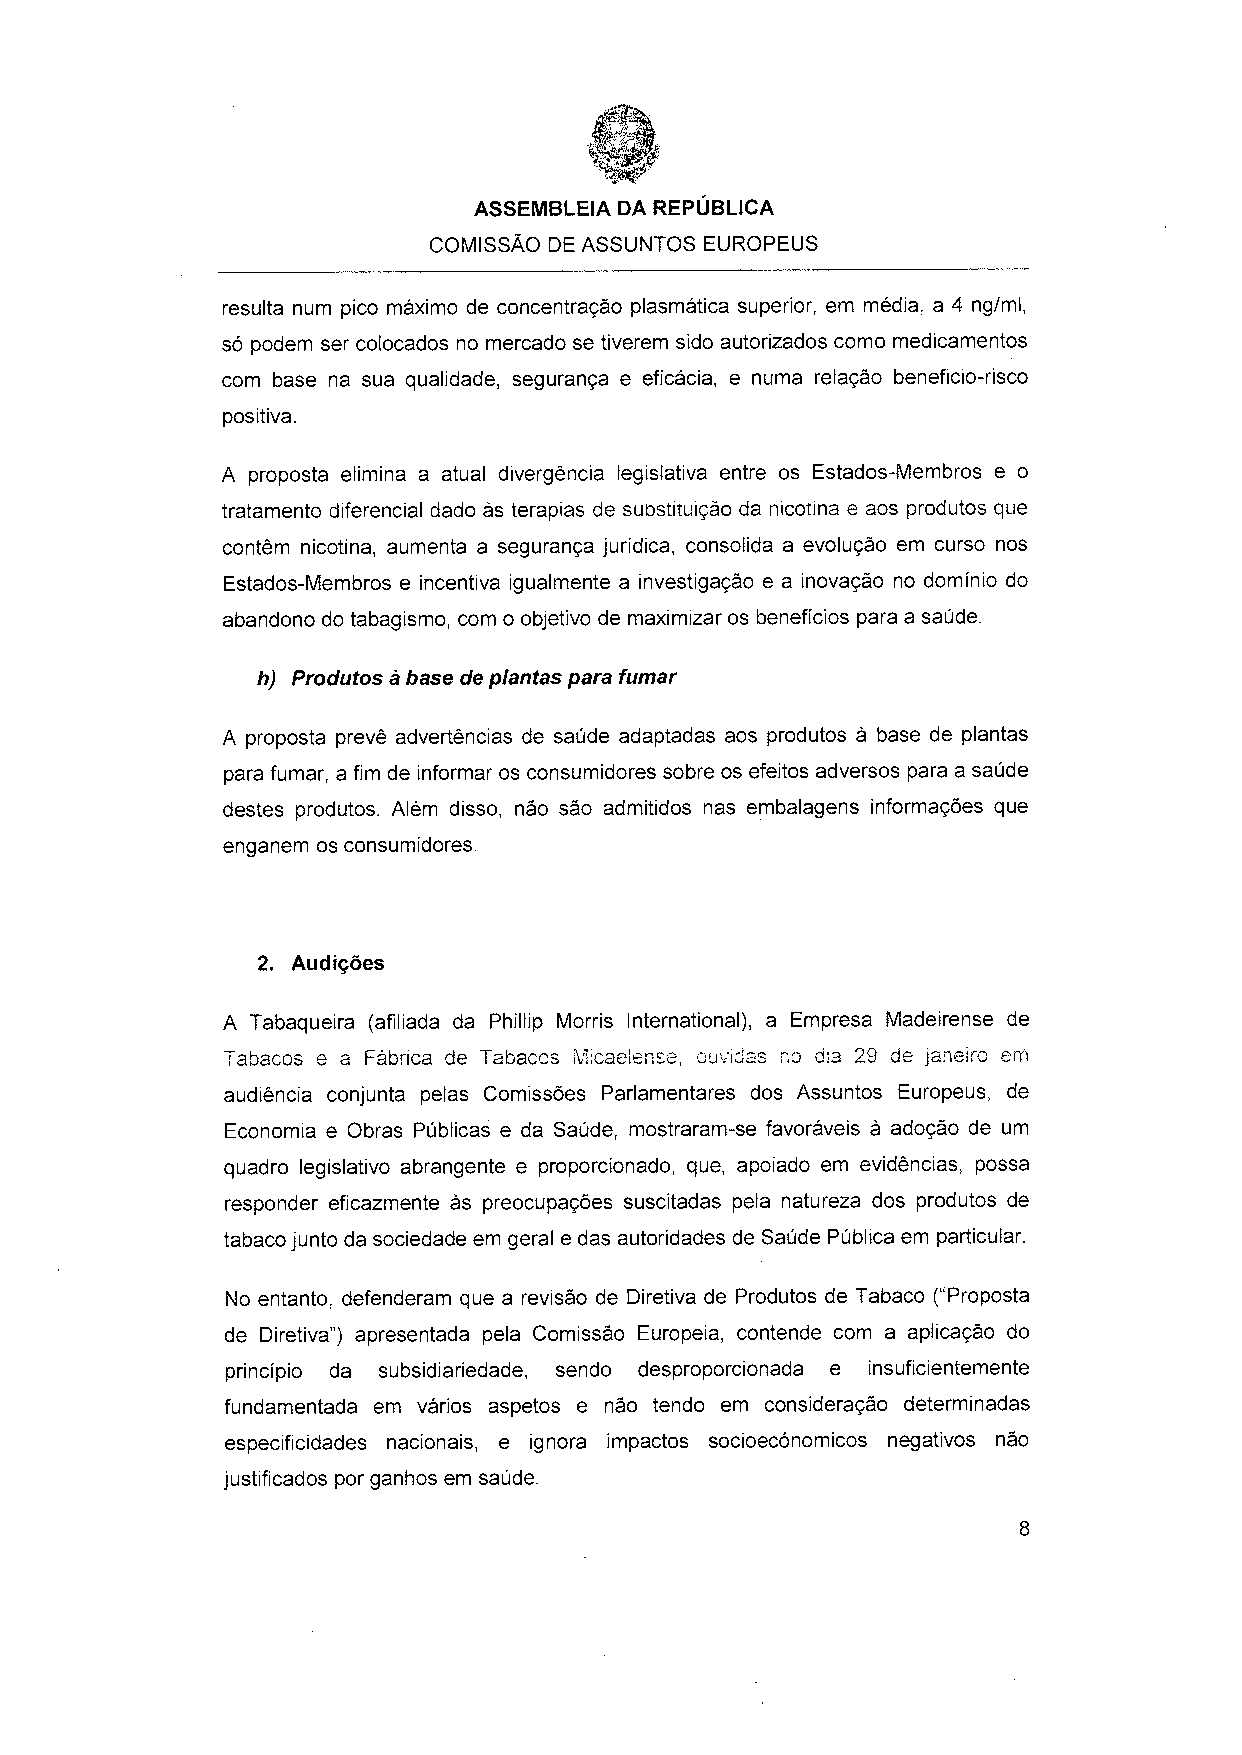 ASSEMBLEIA DA REPÚBLICA
COMISSÃO DE ASSUNTOS EUROPEUS
resulta num pico máximo de concentração plasmática superior, em média, a 4 ng/ml,
só podem ser colocados no mercado se tiverem sido autorizados como medicamentos
com base na sua qualidade, segurança e eficácia, e numa relação beneficio-risco
positiva.
A proposta elimina a atual divergência legislativa entre os Estados-Membros e o
tratamento diferencial dado às terapias de substituição da nicotina e aos produtos que
contêm nicotina, aumenta a segurança jurídica, consolida a evolução em curso nos
Estados-Membros e incentiva igualmente a investigação e a inovação no domínio do
abandono do tabagismo, com o objetivo de maximizar os benefícios para a saúde.
h) Produtos à base de plantas para fumar
A proposta prevê advertências de saúde adaptadas aos produtos à base de plantas
para fumar, a fim de informar os consumidores sobre os efeitos adversos para a saúde
destes produtos. Além disso, não são admitidos nas embalagens informações que
enganem os consumidores.
2. Audições
A Tabaqueira (afiliada da Phillip Morris International), a Empresa Madeirense de
Tabacos e a Fábrica de Tabacos Micaelense, ouvidas no dia 29 de janeiro em
audiência conjunta pelas Comissões Parlamentares dos Assuntos Europeus, de
Economia e Obras Públicas e da Saúde, mostraram-se favoráveis à adoção de um
quadro legislativo abrangente e proporcionado, que, apoiado em evidências, possa
responder eficazmente às preocupações suscitadas pela natureza dos produtos de
tabaco junto da sociedade em geral e das autoridades de Saúde Pública em particular.
No entanto, defenderam que a revisão de Diretiva de Produtos de Tabaco (“Proposta
de Diretiva”) apresentada pela Comissão Europeia, contende com a aplicação do
princípio da subsidiariedade, sendo desproporcionada e insuficientemente
fundamentada em vários aspetos e não tendo em consideração determinadas
especificidades nacionais, e ignora impactos socioecónomicos negativos não
justificados por ganhos em saúde.
8